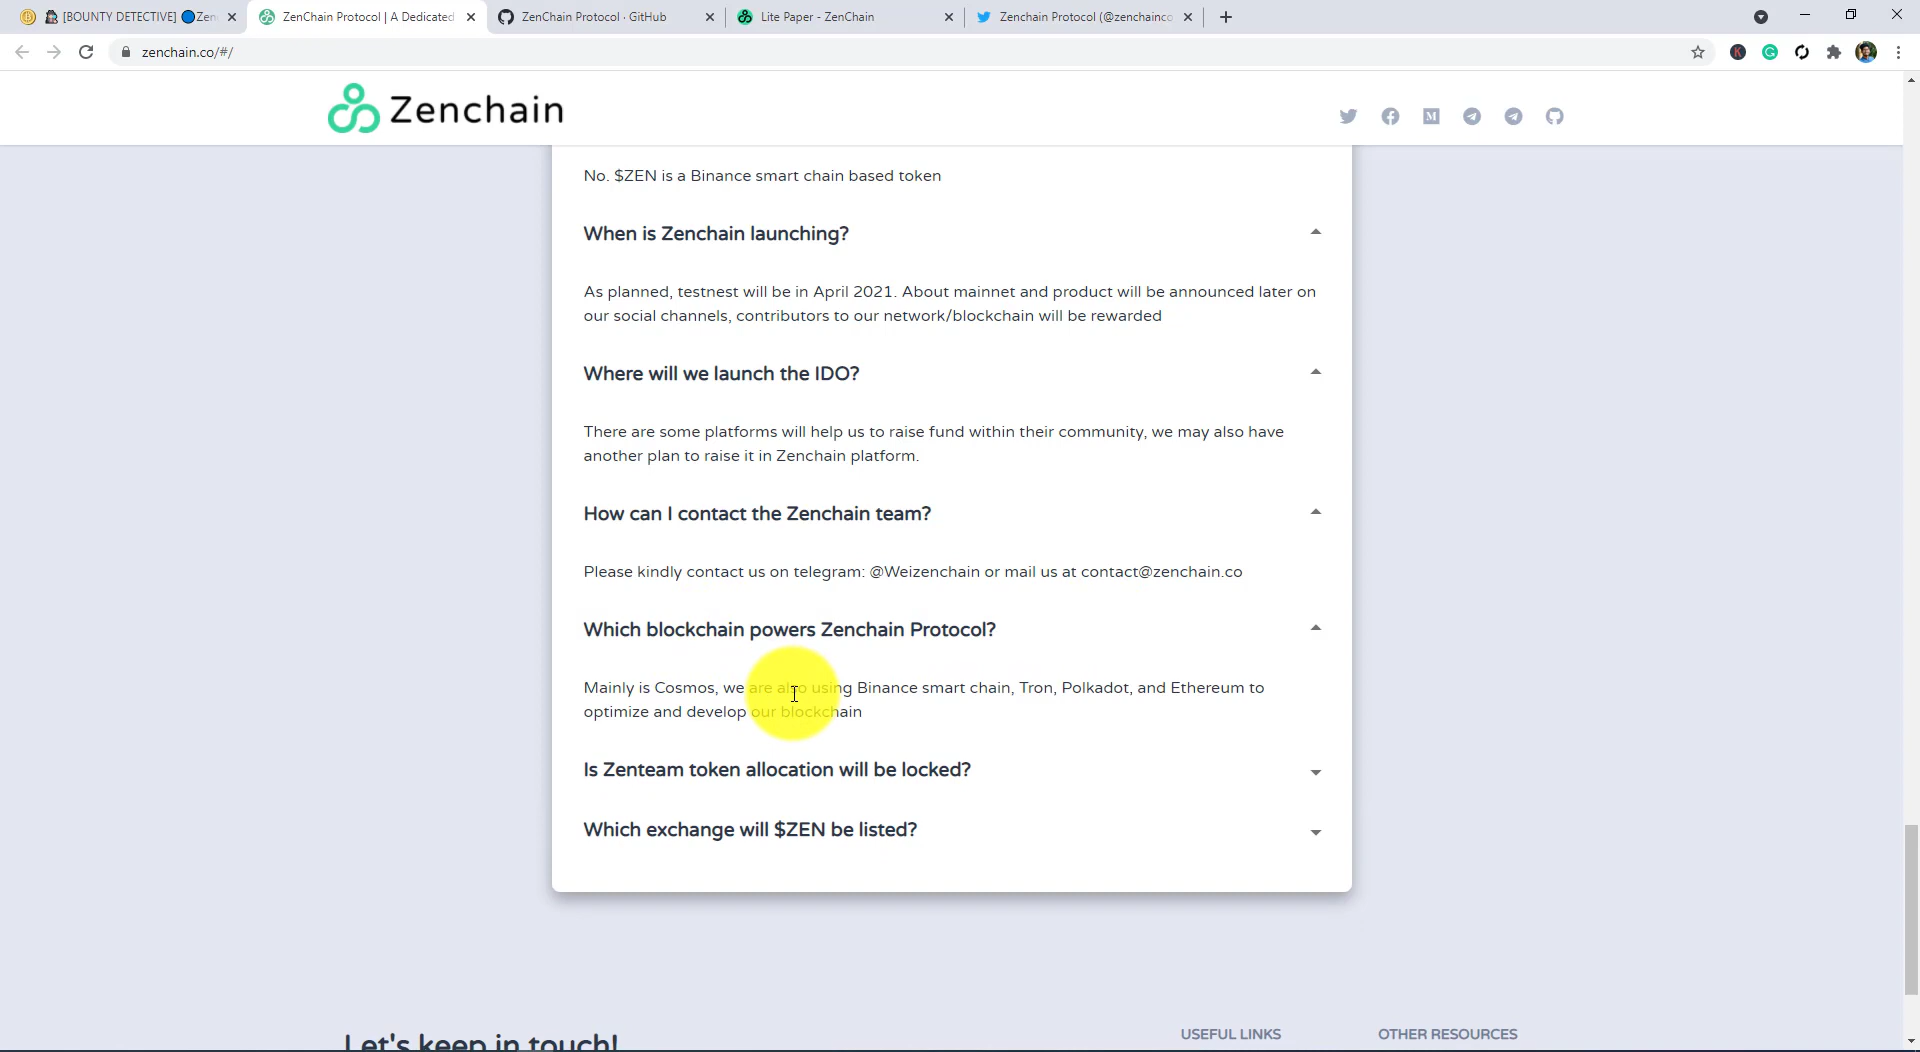 [BOUNTY DETECTIVE] Zen
ZenChain Protocol | A Dedicated
ZenChain Protocol · GitHub
Lite Paper - ZenChain
Zenchain Protocol (@zenchainco
zenchain.co/#/
Zenchain
No. $ZEN is a Binance smart chain based token
When is Zenchain launching?
As planned, testnest will be in April 2021. About mainnet and product will be announced later on
our social channels, contributors to our network/blockchain will be rewarded
Where will we launch the IDO?
There are some platforms will help us to raise fund within their community, we may also have
another plan to raise it in Zenchain platform.
How can I contact the Zenchain team?
Please kindly contact us on telegram: @Weizenchain or mail us at contact@zenchain.co
Which blockchain powers Zenchain Protocol?
Mainly is Cosmos, we are also using Binance smart chain, Tron, Polkadot, and Ethereum to
optimize and develop our blockchain
Is Zenteam token allocation will be locked?
Which exchange will $ZEN be listed?
Let's keep in touch!
USEFUL LINKS
OTHER RESOURCES